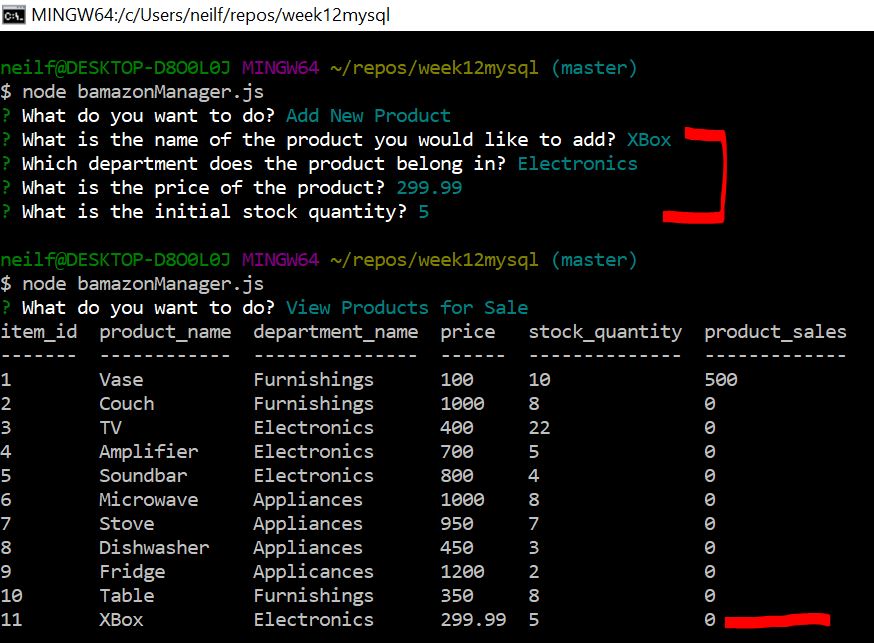 MINGW64:/c/Users/neilf/repos/week12mysql
neilf@DESKTOP-D8O0L0J MINGW64 ~/repos/week12mysql (master)
$ node bamazonManager.js
? What do you want to do? Add New Product
? What is the name of the product you would like to add? XBox
? Which department does the product belong in? Electronics
? What is the price of the product? 299.99
? What is the initial stock quantity? 5
neilf@DESKTOP-D8O0L0J MINGW64 ~/repos/week12mysql (master)
$ node bamazonManager.js
? What do you want to do? View Products for Sale
item_id  product_name  department_name  price  stock_quantity  product_sales
-------  ------------  ---------------  ------  --------------  -------------
1        Vase          Furnishings      100     10              500
2        Couch         Furnishings      1000    8               0
3        TV            Electronics      400     22              0
4        Amplifier     Electronics      700     5               0
5        Soundbar      Electronics      800     4               0
6        Microwave     Appliances       1000    8               0
7        Stove         Appliances       950     7               0
8        Dishwasher    Appliances       450     3               0
9        Fridge        Applicances      1200    2               0
10       Table         Furnishings      350     8               0
11       XBox          Electronics      299.99  5               0